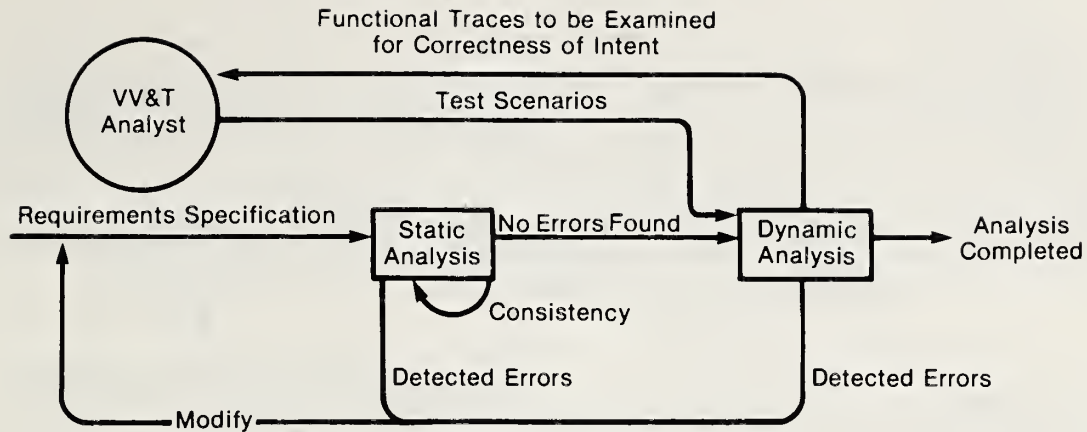 Functional Traces to be Examined
for Correctness of Intent
VV&T
Analyst
Test Scenarios
Requirements Specification
Static
Analysis
No Errors Found
Dynamic
Analysis
Analysis
Completed
Consistency
Detected Errors
Detected Errors
Modify